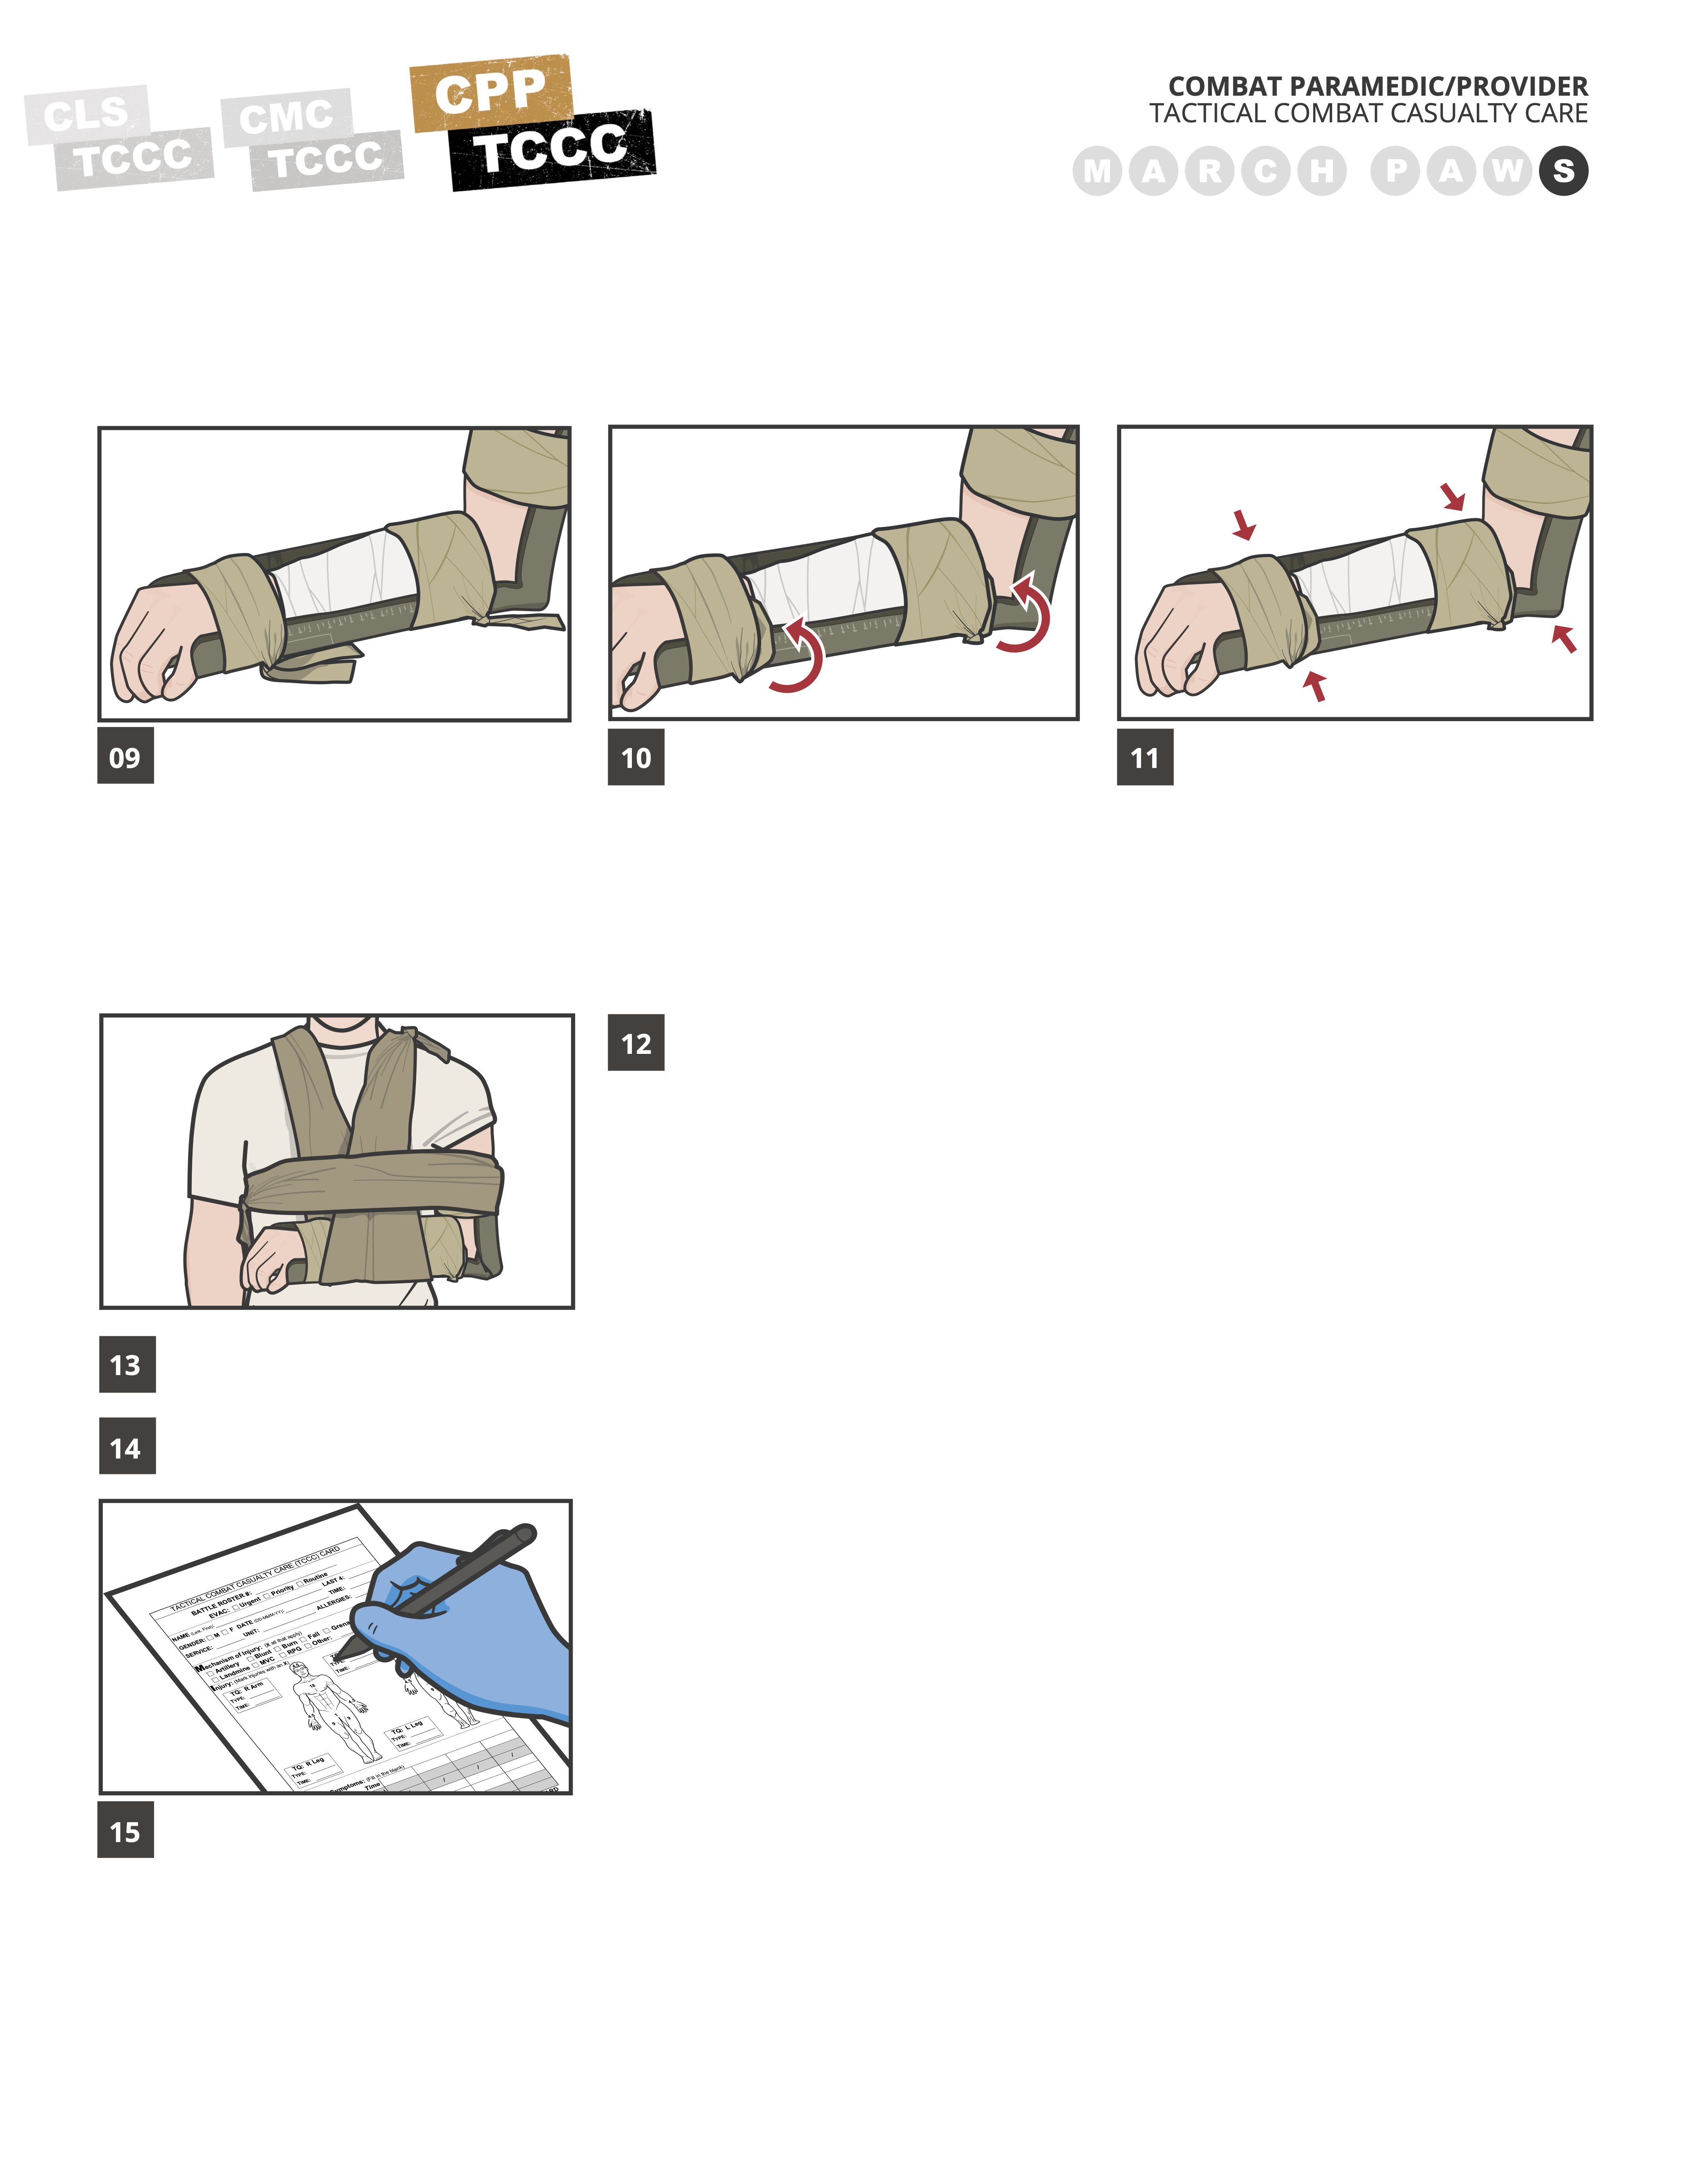 CLS
TCCC
CMC
TCCC
CPP
TCCC
COMBAT PARAMEDIC/PROVIDER
TACTICAL COMBAT CASUALTY CARE
M A R C H P A W S
09
10
11
12
13
14
15
TACTICAL COMBAT CASUALTY CARE (TCCC) CARD
BATTLE ROSTER #:
EVAC: Urgent Priority Routine
NAME (Last, First): LAST 4:
GENDER: M F DATE (DD-MMM-YY): TIME:
SERVICE: UNIT: ALLERGIES:
Mechanism of Injury: (X all that apply)
Artillery Blunt Burn Fall
Landmine MVC RPG Other:
Injury: (Mark injuries with an X)
TQ: R Arm
TYPE:
TIME:
TYPE:
TIME:
TQ: L Leg
TYPE:
TIME:
TQ: R Leg
TYPE:
TIME:
(Fill in the blank)
Time